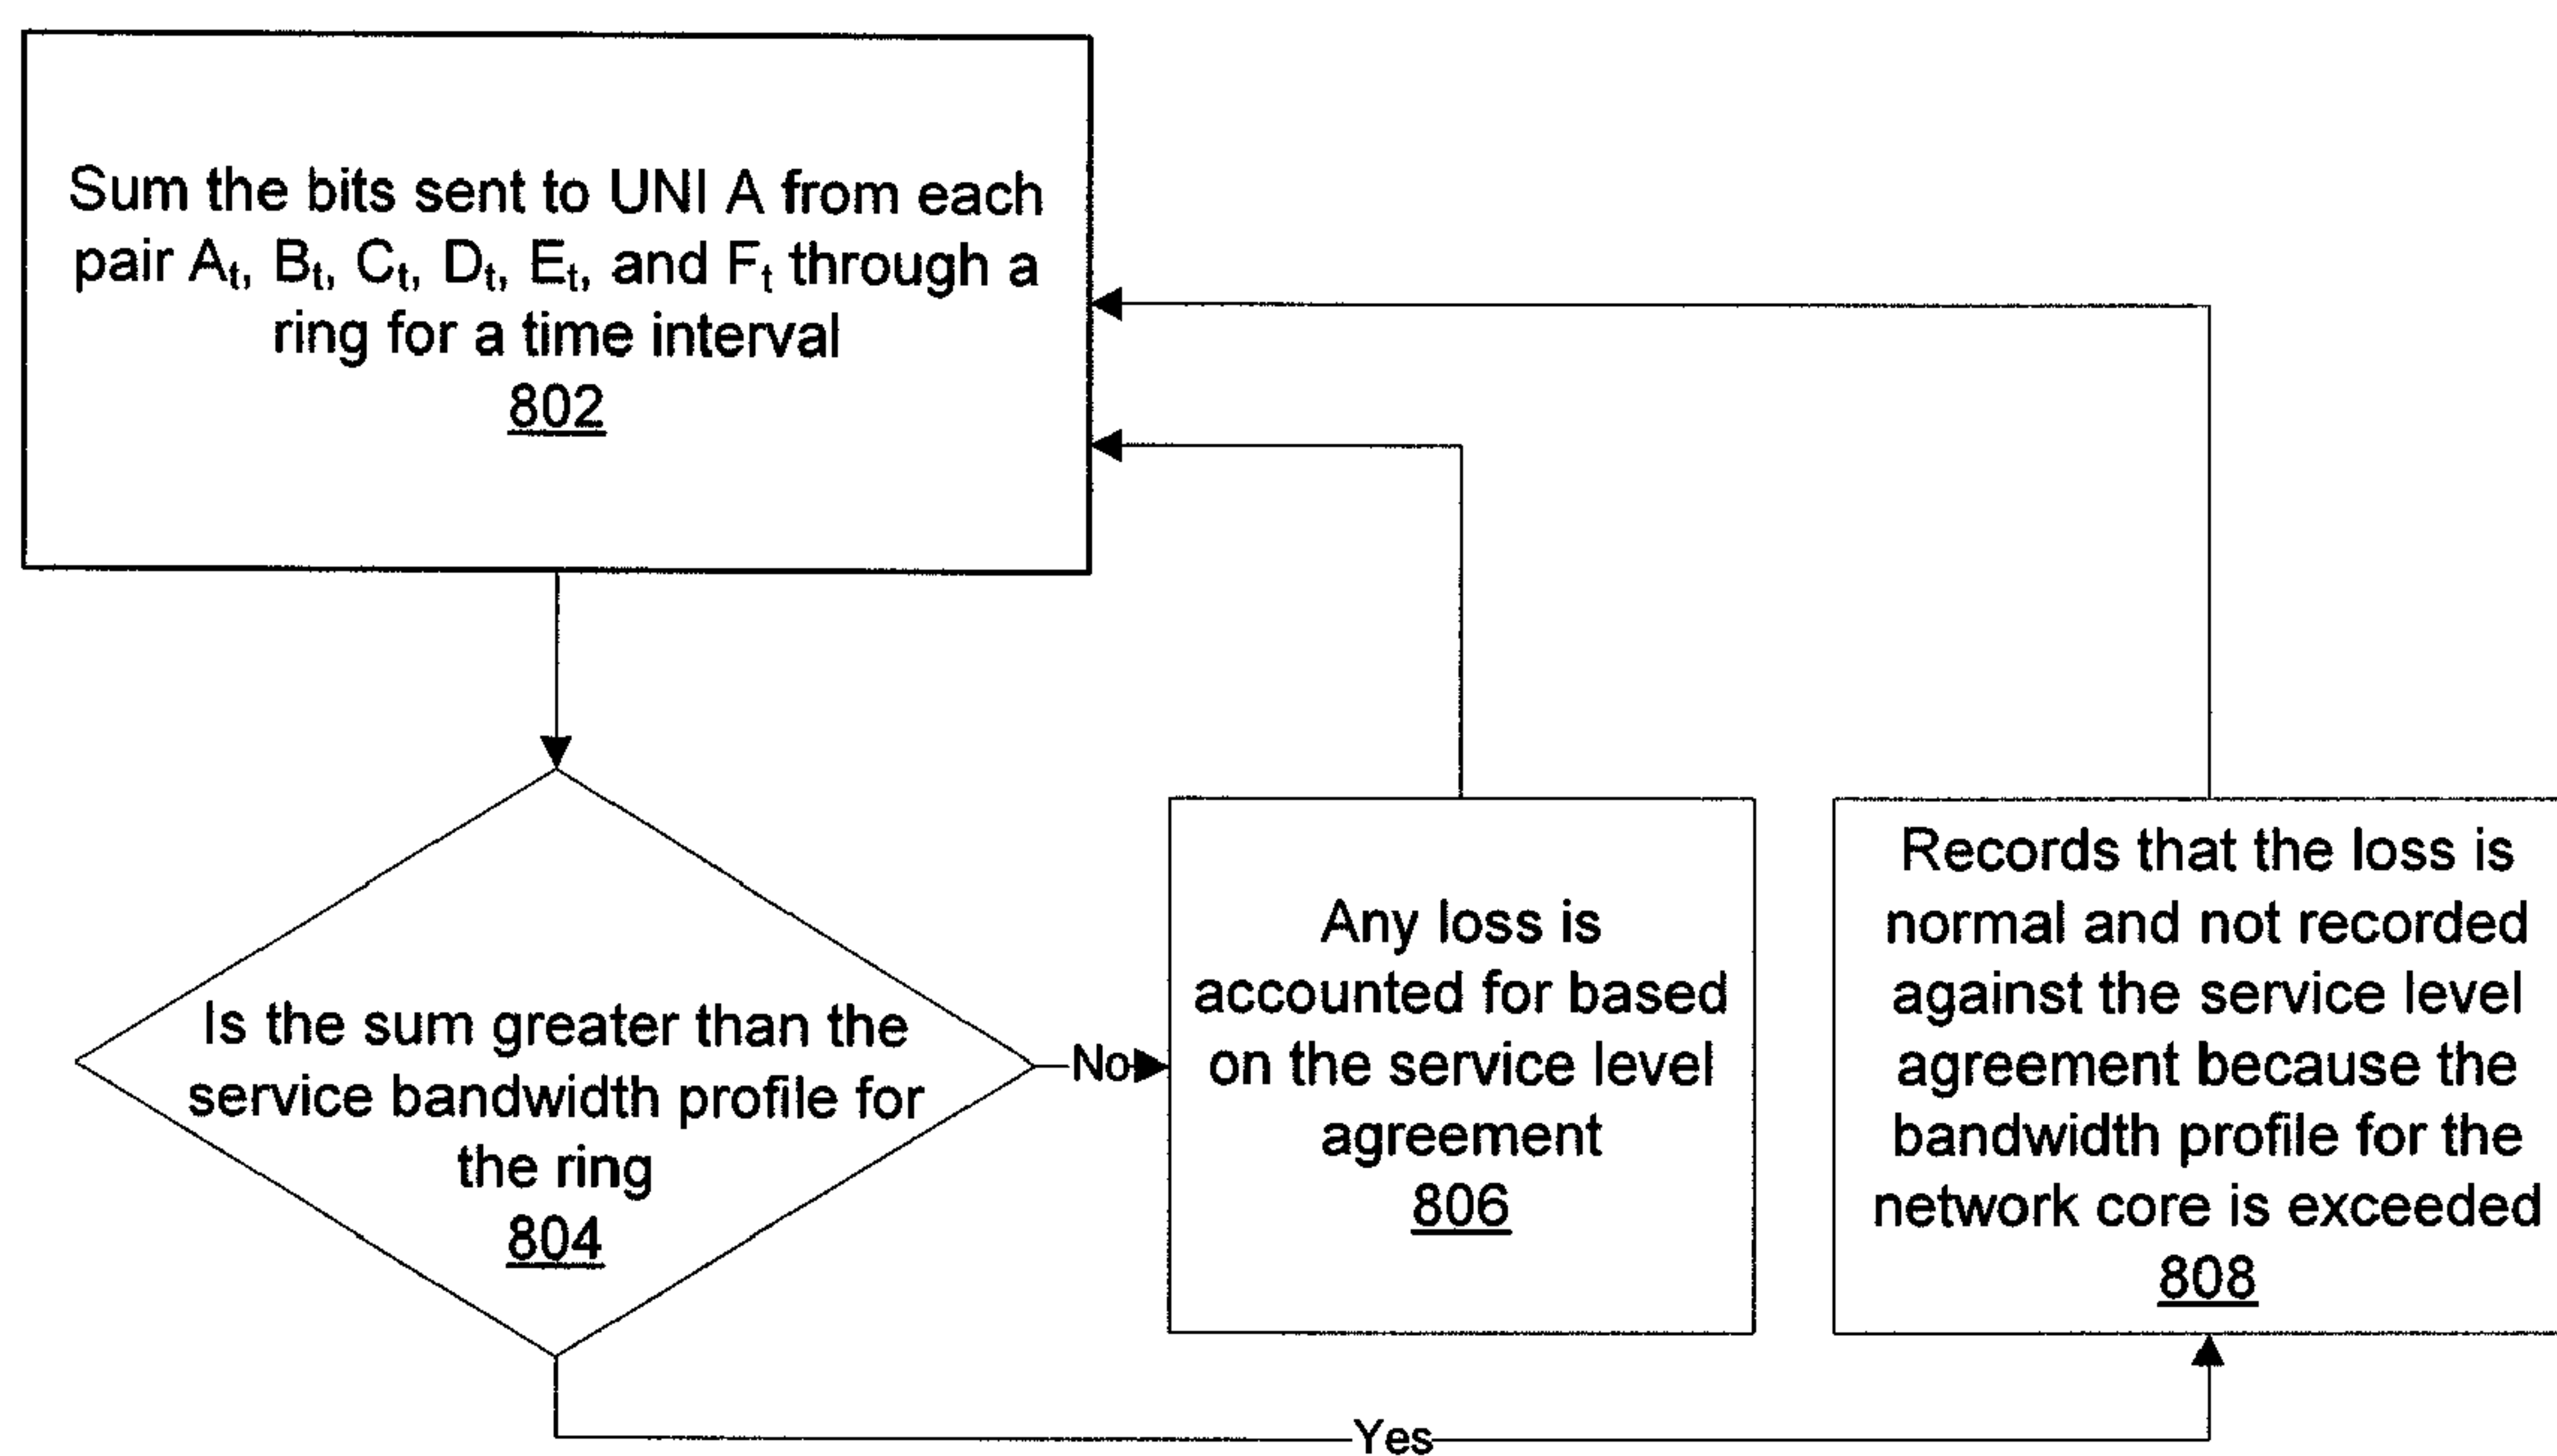 Sum the bits sent to UNI A from each
pair Aₜ, Bₜ, Cₜ, Dₜ, Eₜ, and Fₜ through a
ring for a time interval
802
Is the sum greater than the
service bandwidth profile for
the ring
804
No
Any loss is
accounted for based
on the service level
agreement
806
Records that the loss is
normal and not recorded
against the service level
agreement because the
bandwidth profile for the
network core is exceeded
808
Yes